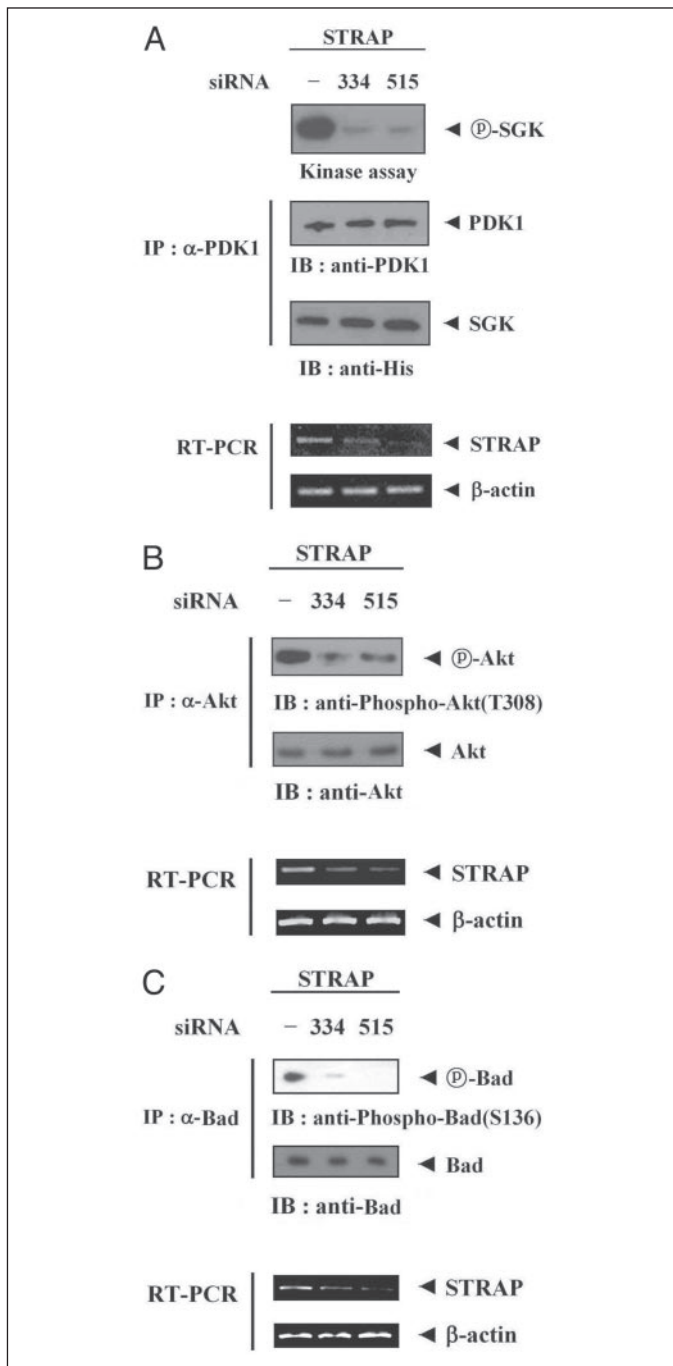 A
STRAP
siRNA – 334 515
◄ ⓟ-SGK
Kinase assay
IP : α-PDK1
◄ PDK1
IB : anti-PDK1
◄ SGK
IB : anti-His
RT-PCR
◄ STRAP
◄ β-actin
B
STRAP
siRNA – 334 515
◄ ⓟ-Akt
IP : α-Akt
IB : anti-Phospho-Akt(T308)
◄ Akt
IB : anti-Akt
RT-PCR
◄ STRAP
◄ β-actin
C
STRAP
siRNA – 334 515
◄ ⓟ-Bad
IP : α-Bad
IB : anti-Phospho-Bad(S136)
◄ Bad
IB : anti-Bad
RT-PCR
◄ STRAP
◄ β-actin